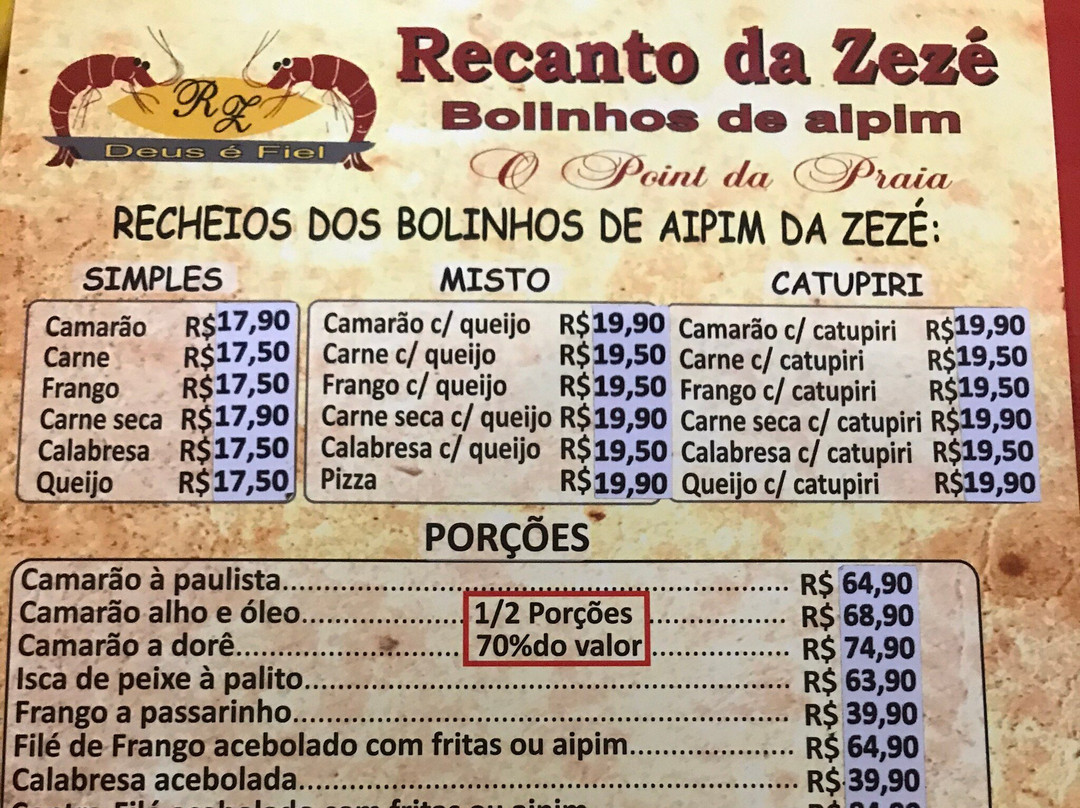 Recanto da Zezé
Bolinhos de aipim
RZ
Deus é Fiel
O Point da Praia
RECHEIOS DOS BOLINHOS DE AIPIM DA ZEZÉ:
SIMPLES
Camarão R$17,90
Carne R$17,50
Frango R$17,50
Carne seca R$17,90
Calabresa R$17,50
Queijo R$17,50
MISTO
Camarão c/ queijo R$19,90
Carne c/ queijo R$19,50
Frango c/ queijo R$19,50
Carne seca c/ queijo R$19,90
Calabresa c/ queijo R$19,50
Pizza R$19,90
CATUPIRI
Camarão c/ catupiri R$19,90
Carne c/ catupiri R$19,50
Frango c/ catupiri R$19,50
Carne seca c/ catupiri R$19,90
Calabresa c/ catupiri R$19,50
Queijo c/ catupiri R$19,90
PORÇÕES
Camarão à paulista R$ 64,90
Camarão alho e óleo R$ 68,90
Camarão a dorê R$ 74,90
1/2 Porções
70%do valor
Isca de peixe à palito R$ 63,90
Frango a passarinho R$ 39,90
Filé de Frango acebolado com fritas ou aipim R$ 64,90
Calabresa acebolada R$ 39,90